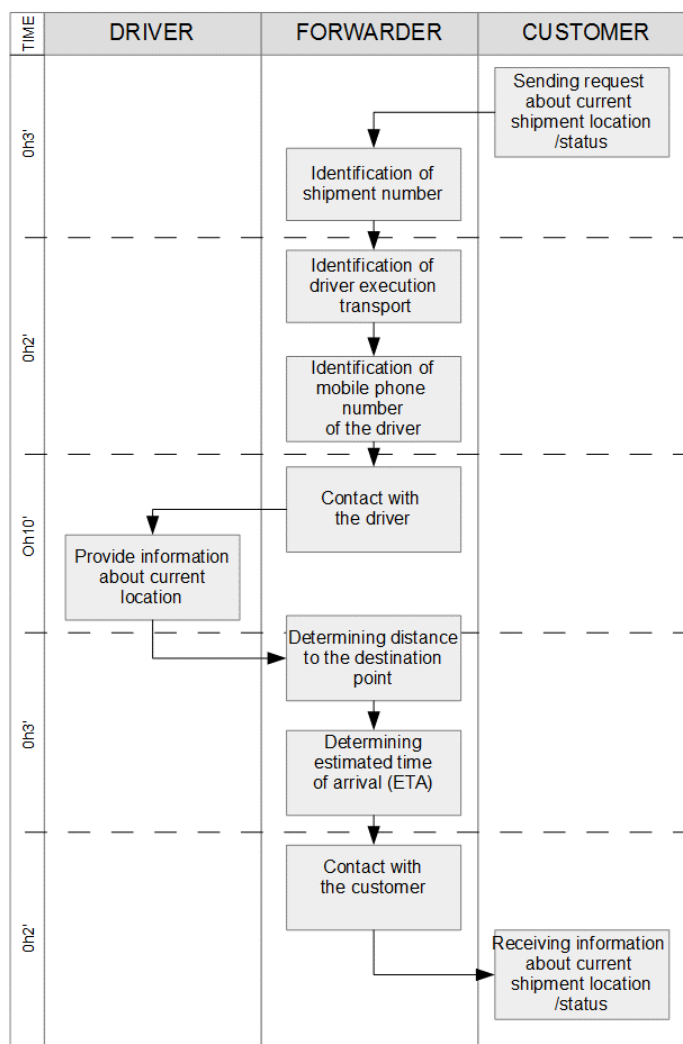 TIME
DRIVER
FORWARDER
CUSTOMER
0h3'
Sending request
about current
shipment location
/status
Identification of
shipment number
0h2'
Identification of
driver execution
transport
Identification of
mobile phone
number
of the driver
Oh10'
Contact with
the driver
Provide information
about current
location
0h3'
Determining distance
to the destination
point
Determining
estimated time
of arrival (ETA)
0h2'
Contact with
the customer
Receiving information
about current
shipment location
/status